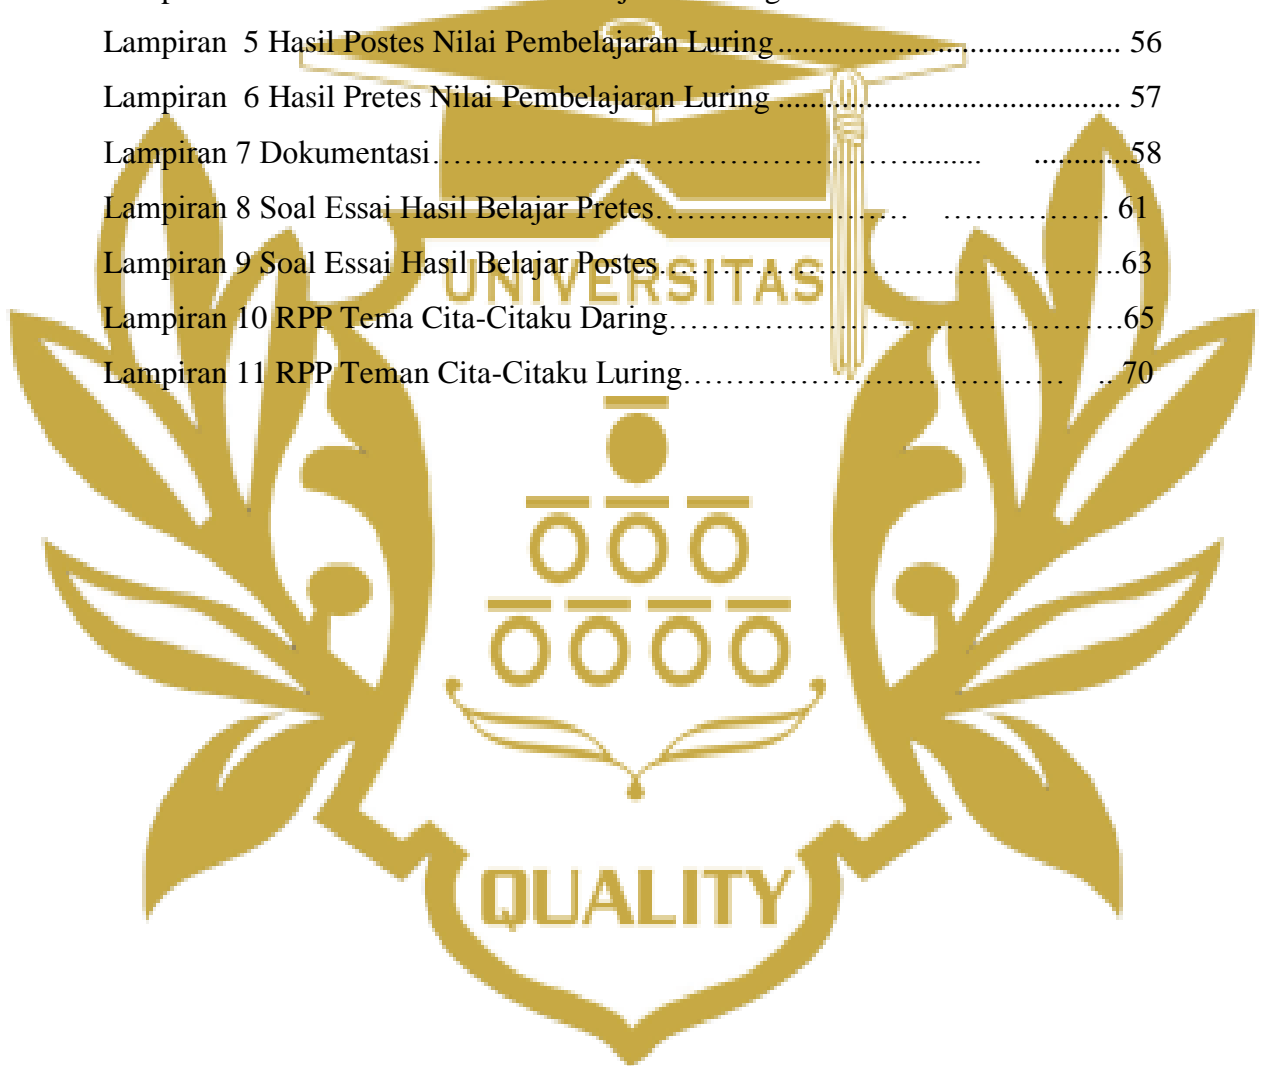 Lampiran  5 Hasil Postes Nilai Pembelajaran Luring ........................................... 56
Lampiran  6 Hasil Pretes Nilai Pembelajaran Luring ........................................... 57
Lampiran 7 Dokumentasi……………………………………………......... ............58
Lampiran 8 Soal Essai Hasil Belajar Pretes……………………… ……………. 61
Lampiran 9 Soal Essai Hasil Belajar Postes…………………………………………..63
Lampiran 10 RPP Tema Cita-Citaku Daring…………………………………………….65
Lampiran 11 RPP Teman Cita-Citaku Luring…………………………………… .. 70
UNIVERSITAS
QUALITY